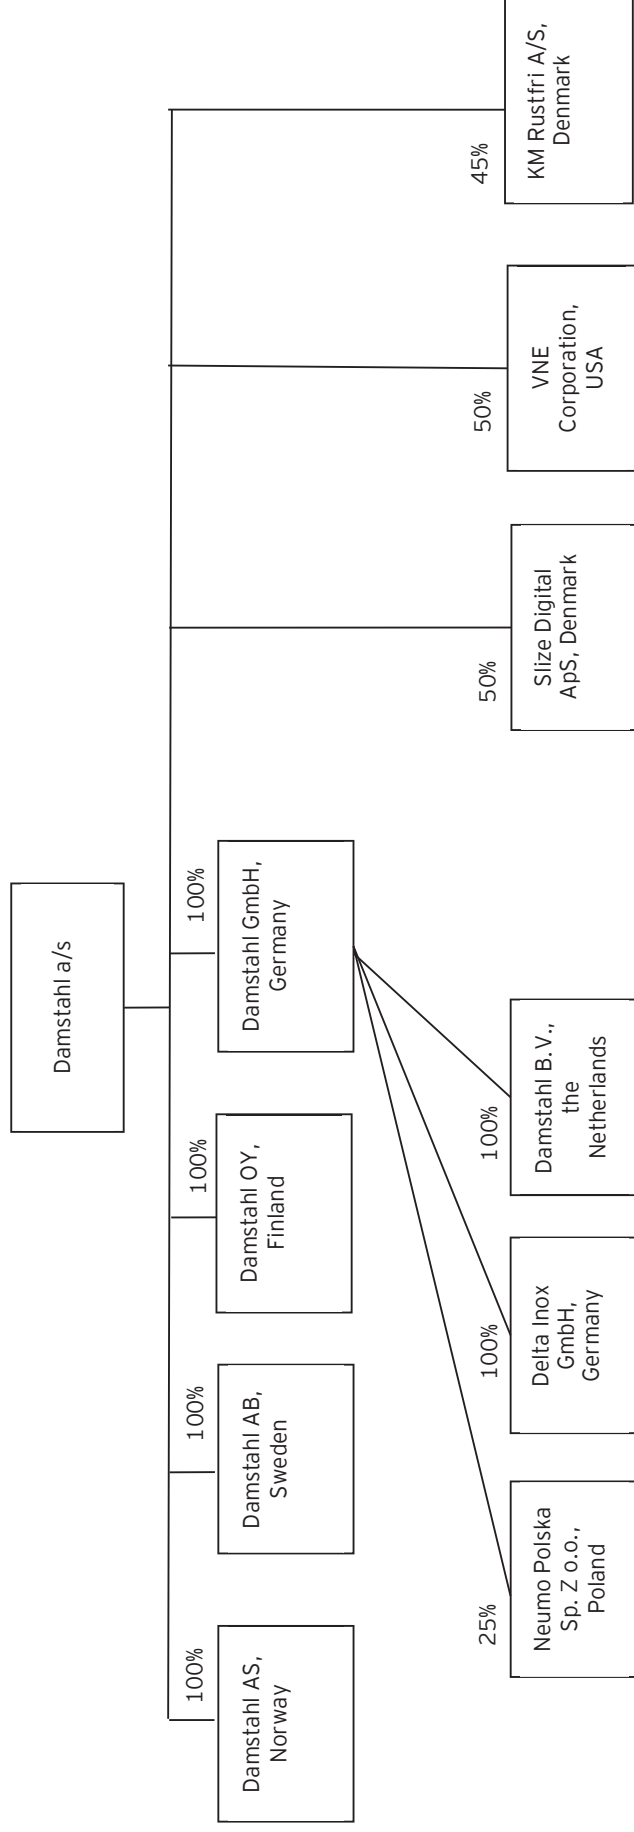 Damstahl a/s
100%
100%
100%
100%
Damstahl AS,
Norway
Damstahl AB,
Sweden
Damstahl OY,
Finland
Damstahl GmbH,
Germany
25%
100%
100%
50%
50%
45%
Neumo Polska
Sp. Z o.o.,
Poland
Delta Inox
GmbH,
Germany
Damstahl B.V.,
the
Netherlands
Slize Digital
ApS, Denmark
VNE
Corporation,
USA
KM Rustfri A/S,
Denmark